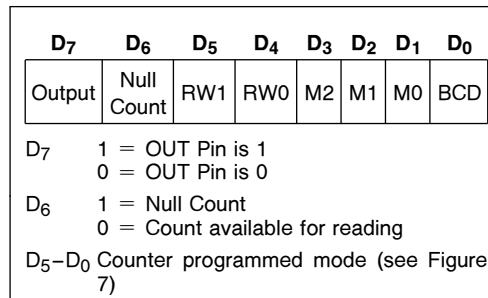 D7 D6 D5 D4 D3 D2 D1 D0
Output Null Count RW1 RW0 M2 M1 M0 BCD
D7 1 = OUT Pin is 1
0 = OUT Pin is 0
D6 1 = Null Count
0 = Count available for reading
D5–D0 Counter programmed mode (see Figure
7)